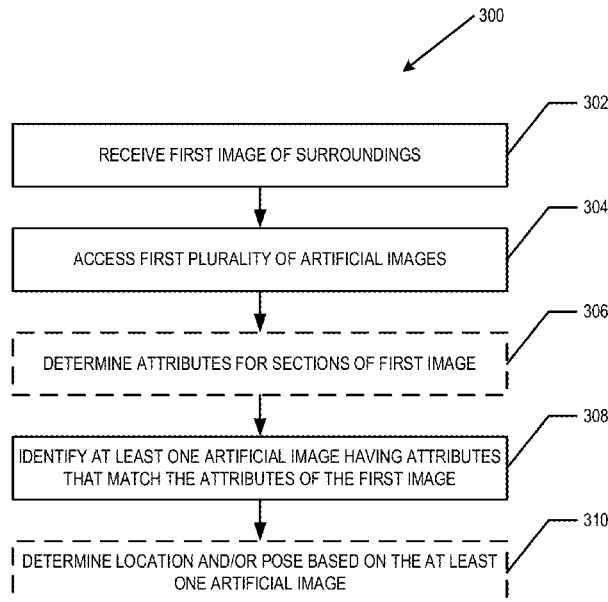 300
302
RECEIVE FIRST IMAGE OF SURROUNDINGS
304
ACCESS FIRST PLURALITY OF ARTIFICIAL IMAGES
306
DETERMINE ATTRIBUTES FOR SECTIONS OF FIRST IMAGE
308
IDENTIFY AT LEAST ONE ARTIFICIAL IMAGE HAVING ATTRIBUTES
THAT MATCH THE ATTRIBUTES OF THE FIRST IMAGE
310
DETERMINE LOCATION AND/OR POSE BASED ON THE AT LEAST
ONE ARTIFICIAL IMAGE